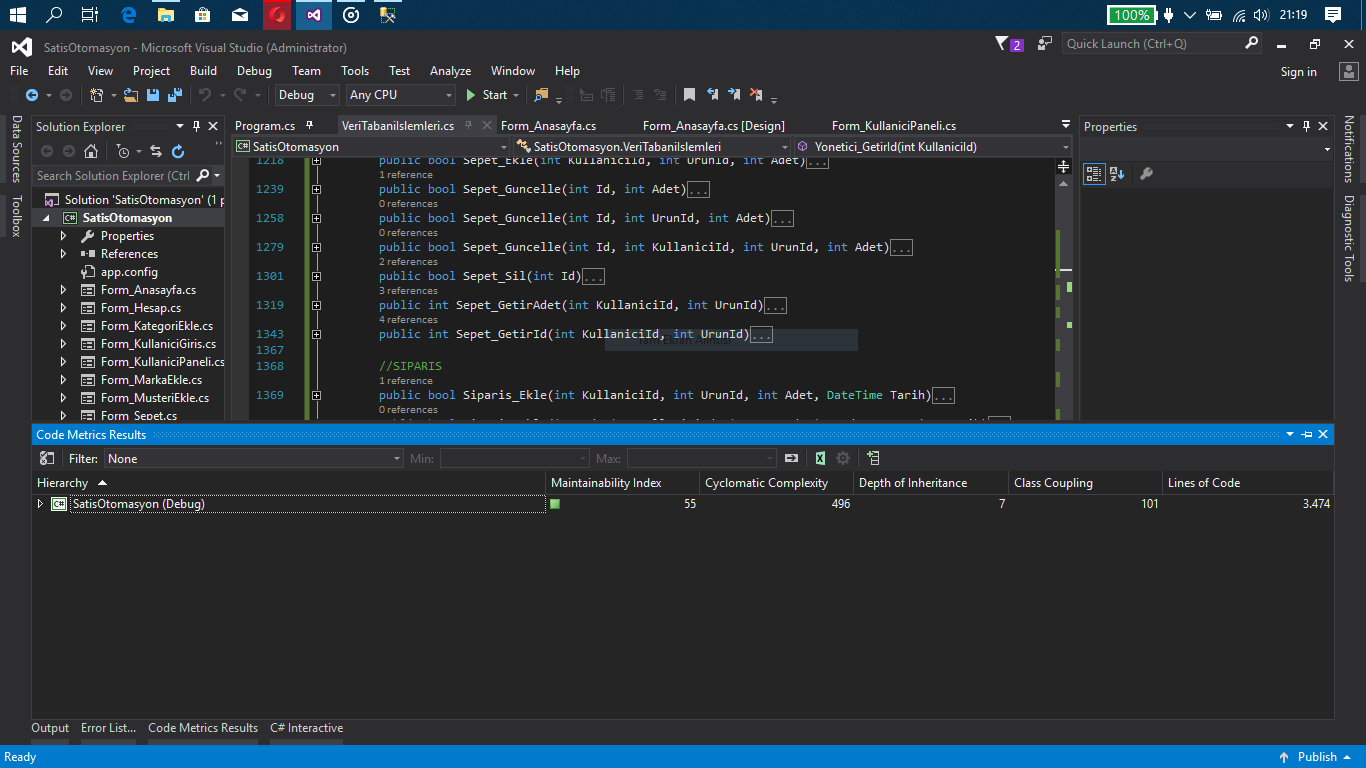 100%
21:19
SatisOtomasyon - Microsoft Visual Studio (Administrator)
2
Quick Launch (Ctrl+Q)
File Edit View Project Build Debug Team Tools Test Analyze Window Help
Sign in
Debug
Any CPU
Start
Data Sources
Toolbox
Solution Explorer
Search Solution Explorer (Ctrl
Solution 'SatisOtomasyon' (1 p
SatisOtomasyon
Properties
References
app.config
Form_Anasayfa.cs
Form_Hesap.cs
Form_KategoriEkle.cs
Form_KullaniciGiris.cs
Form_KullaniciPaneli.cs
Form_MarkaEkle.cs
Form_MusteriEkle.cs
Form_Sepet.cs
Program.cs
VeriTabanilslemleri.cs
Form_Anasayfa.cs
Form_Anasayfa.cs [Design]
Form_KullaniciPaneli.cs
SatisOtomasyon
SatisOtomasyon.VeriTabanilslemleri
Yonetici_GetirId(int Kullanicid)
1218 public bool Sepet_Ekle(int KullaniciId, int UrunId, int Adet)...
1 reference
1239 public bool Sepet_Guncelle(int Id, int Adet)...
0 references
1258 public bool Sepet_Guncelle(int Id, int UrunId, int Adet)...
0 references
1279 public bool Sepet_Guncelle(int Id, int KullaniciId, int UrunId, int Adet)...
2 references
1301 public bool Sepet_Sil(int Id)...
3 references
1319 public int Sepet_GetirAdet(int KullaniciId, int UrunId)...
4 references
1343 public int Sepet_GetirId(int KullaniciId, int UrunId)...
1367
1368 //SIPARIS
1 reference
1369 public bool Siparis_Ekle(int KullaniciId, int UrunId, int Adet, DateTime Tarih)...
0 references
Properties
Notifications
Diagnostic Tools
Code Metrics Results
Filter: None
Min:
Max:
Hierarchy Maintainability Index Cyclomatic Complexity Depth of Inheritance Class Coupling Lines of Code
SatisOtomasyon (Debug) 55 496 7 101 3.474
Output Error List... Code Metrics Results C# Interactive
Ready
Publish